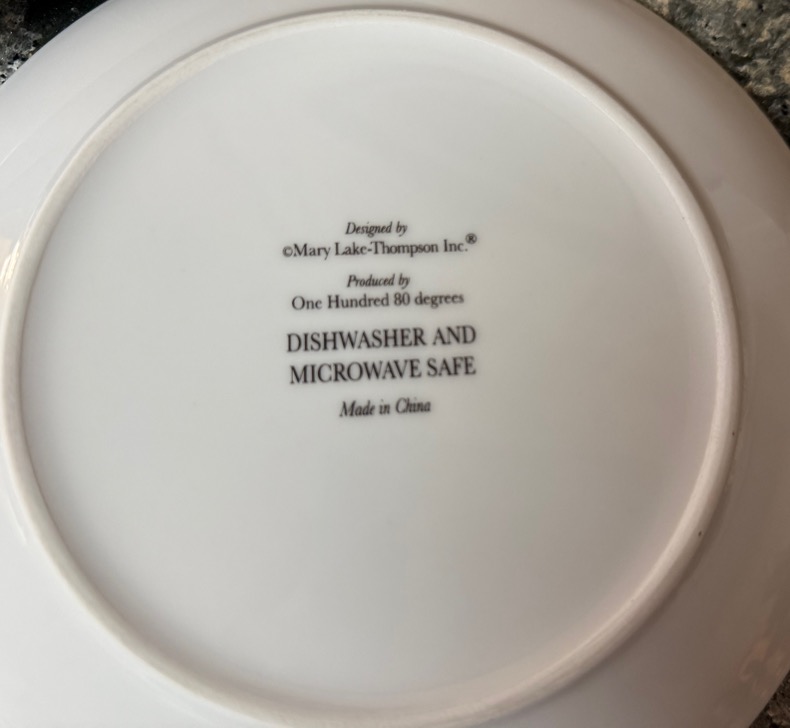 Designed by
©Mary Lake-Thompson Inc.®
Produced by
One Hundred 80 degrees
DISHWASHER AND
MICROWAVE SAFE
Made in China